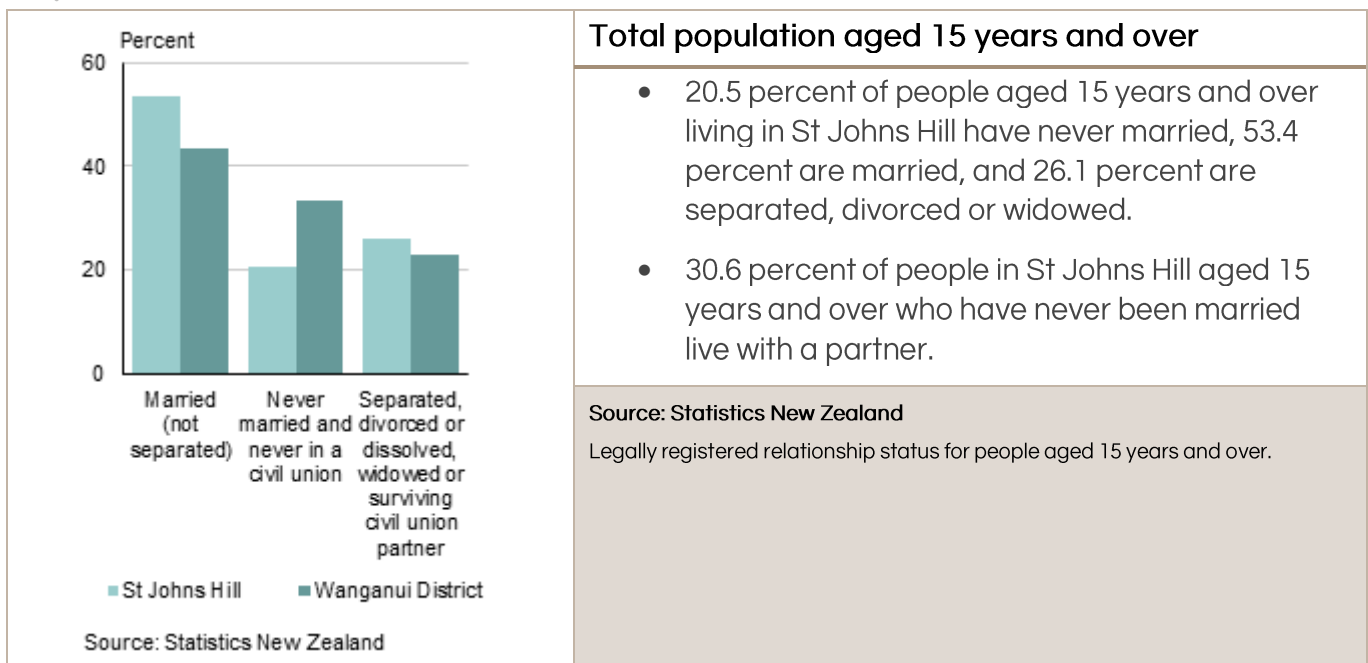 Percent
60
40
20
0
Married
(not
separated)
Never
married and
never in a
civil union
Separated,
divorced or
dissolved,
widowed or
surviving
civil union
partner
St Johns Hill
Wanganui District
Source: Statistics New Zealand
Total population aged 15 years and over
• 20.5 percent of people aged 15 years and over
living in St Johns Hill have never married, 53.4
percent are married, and 26.1 percent are
separated, divorced or widowed.
• 30.6 percent of people in St Johns Hill aged 15
years and over who have never been married
live with a partner.
Source: Statistics New Zealand
Legally registered relationship status for people aged 15 years and over.